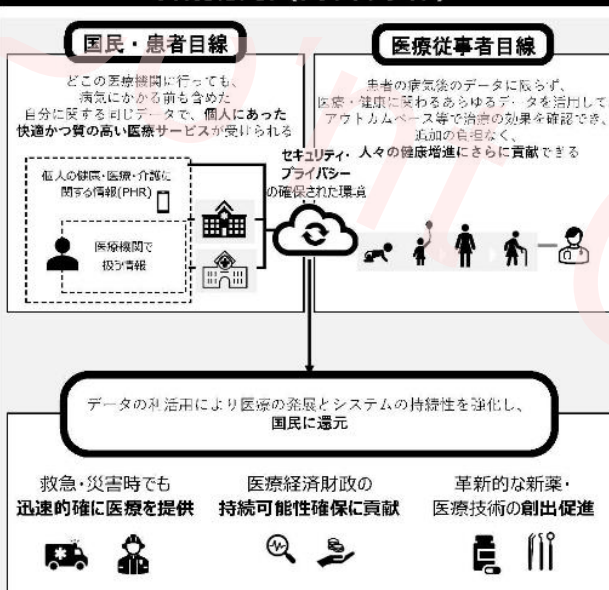 国民・患者目線
どこの医療機関に行っても、
病気にかかる前も含めた
自分に関する同じデータで、個人にあった
快適かつ質の高い医療サービスが受けられる
個人の健康・医療・介護に
関する情報(PHR)
医療機関で
扱う情報
セキュリティ・
プライバシー
の確保された環境
医療従事者目線
患者の病気後のデータに限らず、
医療・健康に関わるあらゆるデータを活用して
アウトカムベース等で治療の効果を確認でき、
追加の負担なく、
人々の健康増進にさらに貢献できる
データの利活用により医療の発展とシステムの持続性を強化し、
国民に還元
救急・災害時でも
迅速的確に医療を提供
医療経済財政の
持続可能性確保に貢献
革新的な新薬・
医療技術の創出促進